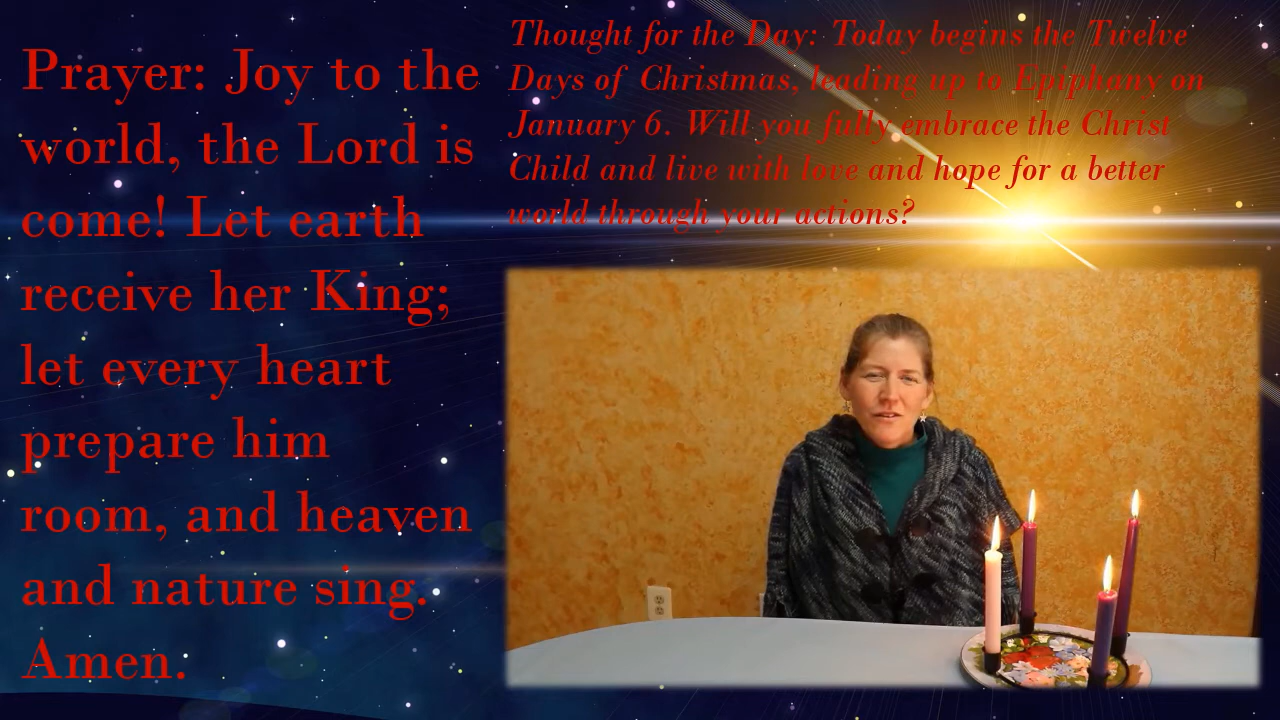 Prayer: Joy to the
world, the Lord is
come! Let earth
receive her King;
let every heart
prepare him
room, and heaven
and nature sing.
Amen.
Thought for the Day: Today begins the Twelve
Days of Christmas, leading up to Epiphany on
January 6. Will you fully embrace the Christ
Child and live with love and hope for a better
world through your actions?